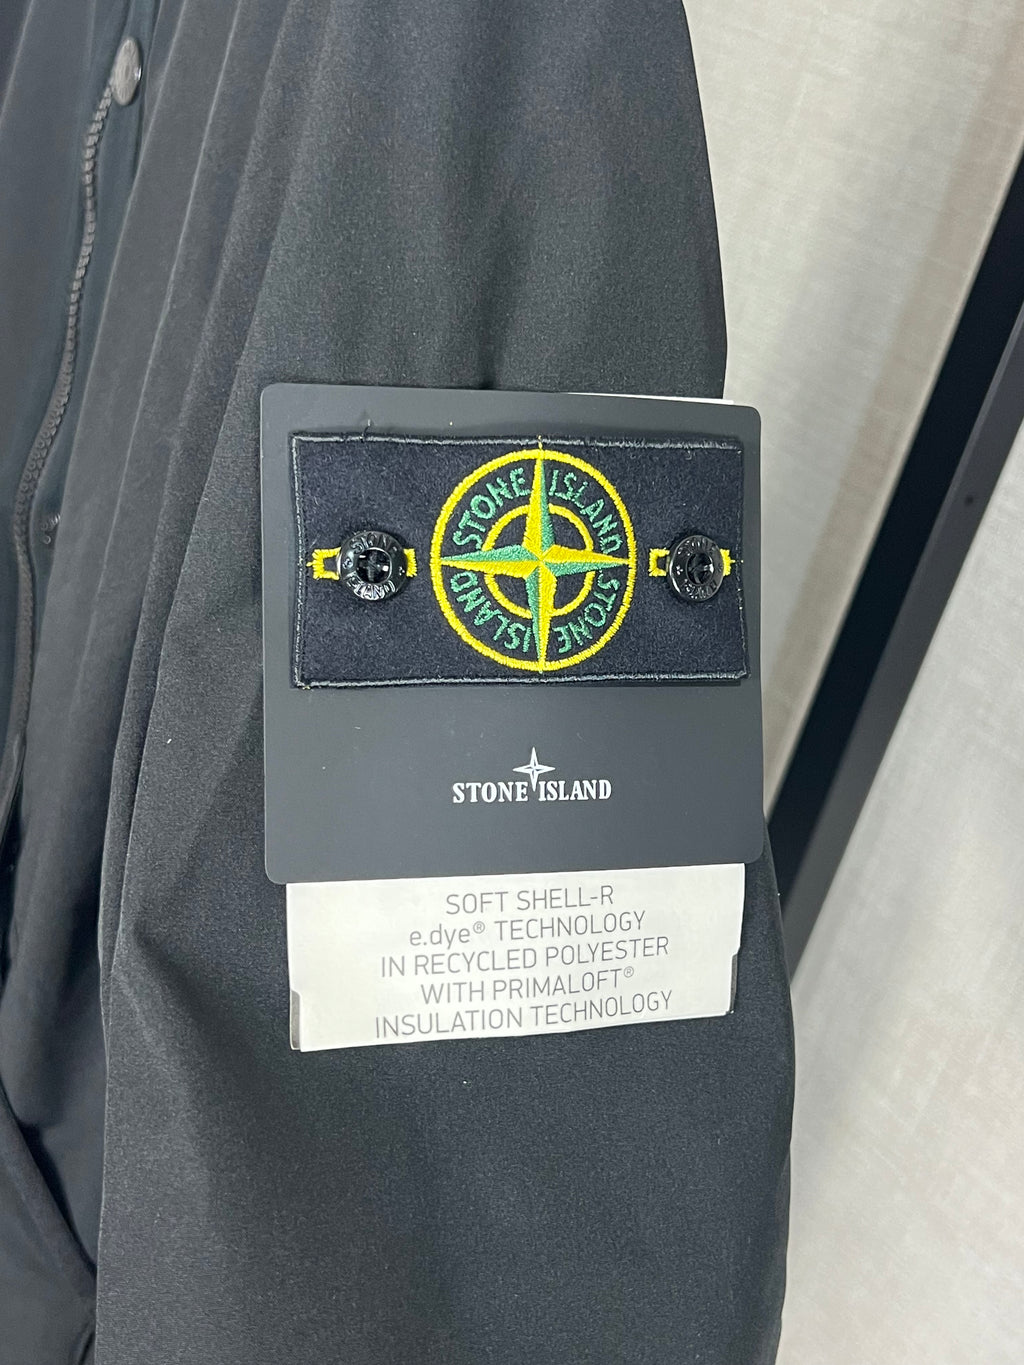 STONE ISLAND
STONE ISLAND
STONE ISLAND
SOFT SHELL-R
e.dye® TECHNOLOGY
IN RECYCLED POLYESTER
WITH PRIMALOFT®
INSULATION TECHNOLOGY